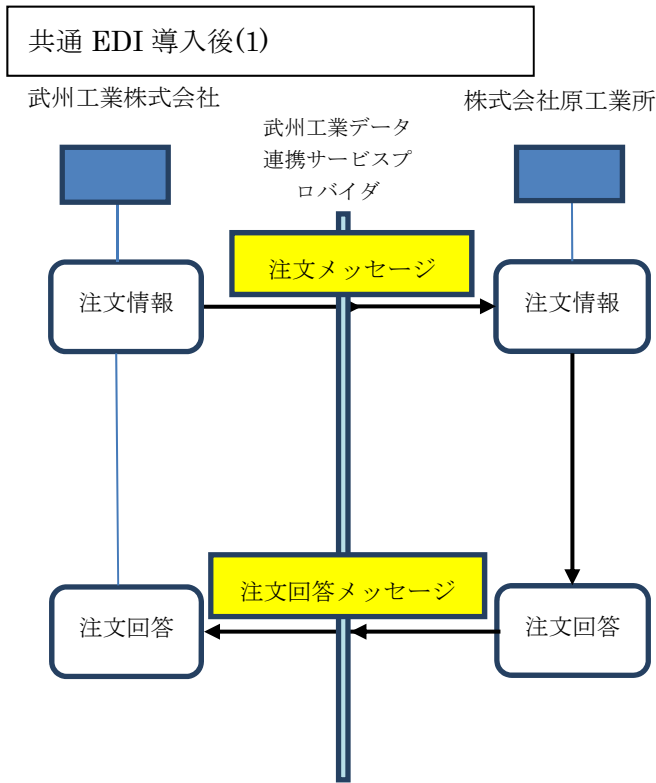 共通 EDI 導入後(1)
武州工業株式会社
株式会社原工業所
武州工業データ
連携サービスプ
ロバイダ
注文メッセージ
注文情報
注文情報
注文回答メッセージ
注文回答
注文回答